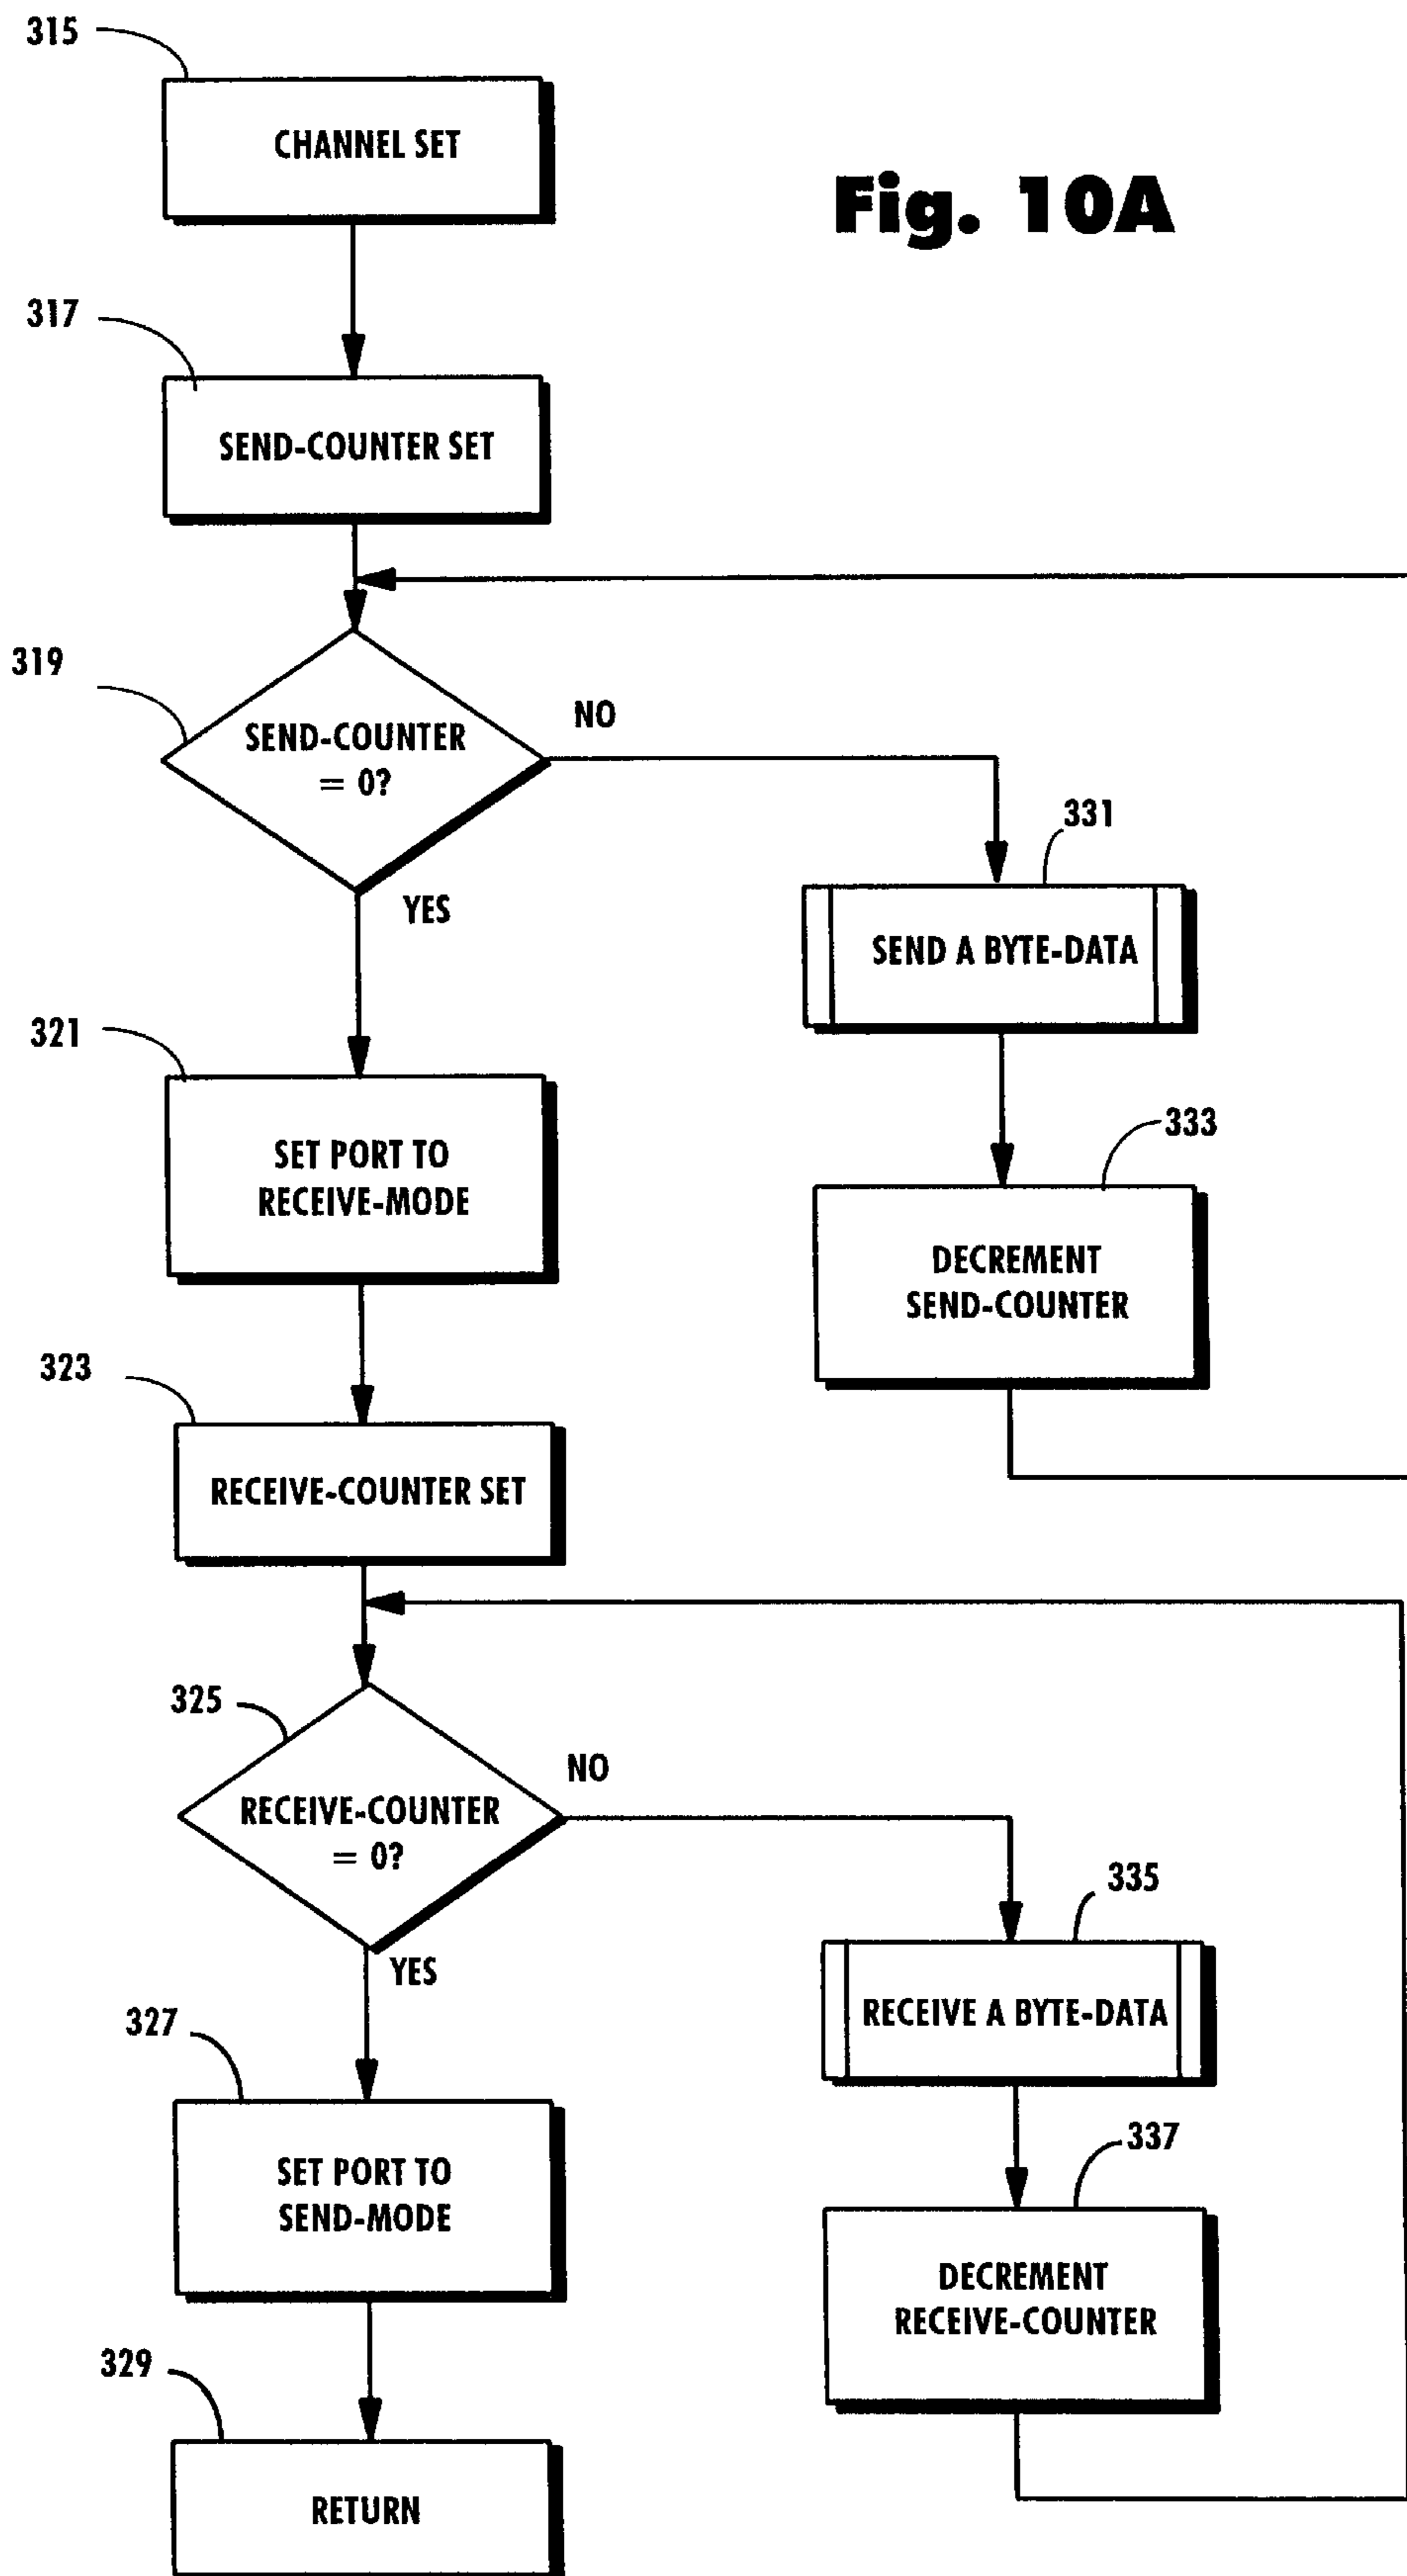 315
CHANNEL SET
Fig. 10A
317
SEND-COUNTER SET
319
SEND-COUNTER
= 0?
NO
YES
331
SEND A BYTE-DATA
321
SET PORT TO
RECEIVE-MODE
333
DECREMENT
SEND-COUNTER
323
RECEIVE-COUNTER SET
325
RECEIVE-COUNTER
= 0?
NO
YES
335
RECEIVE A BYTE-DATA
327
SET PORT TO
SEND-MODE
337
DECREMENT
RECEIVE-COUNTER
329
RETURN